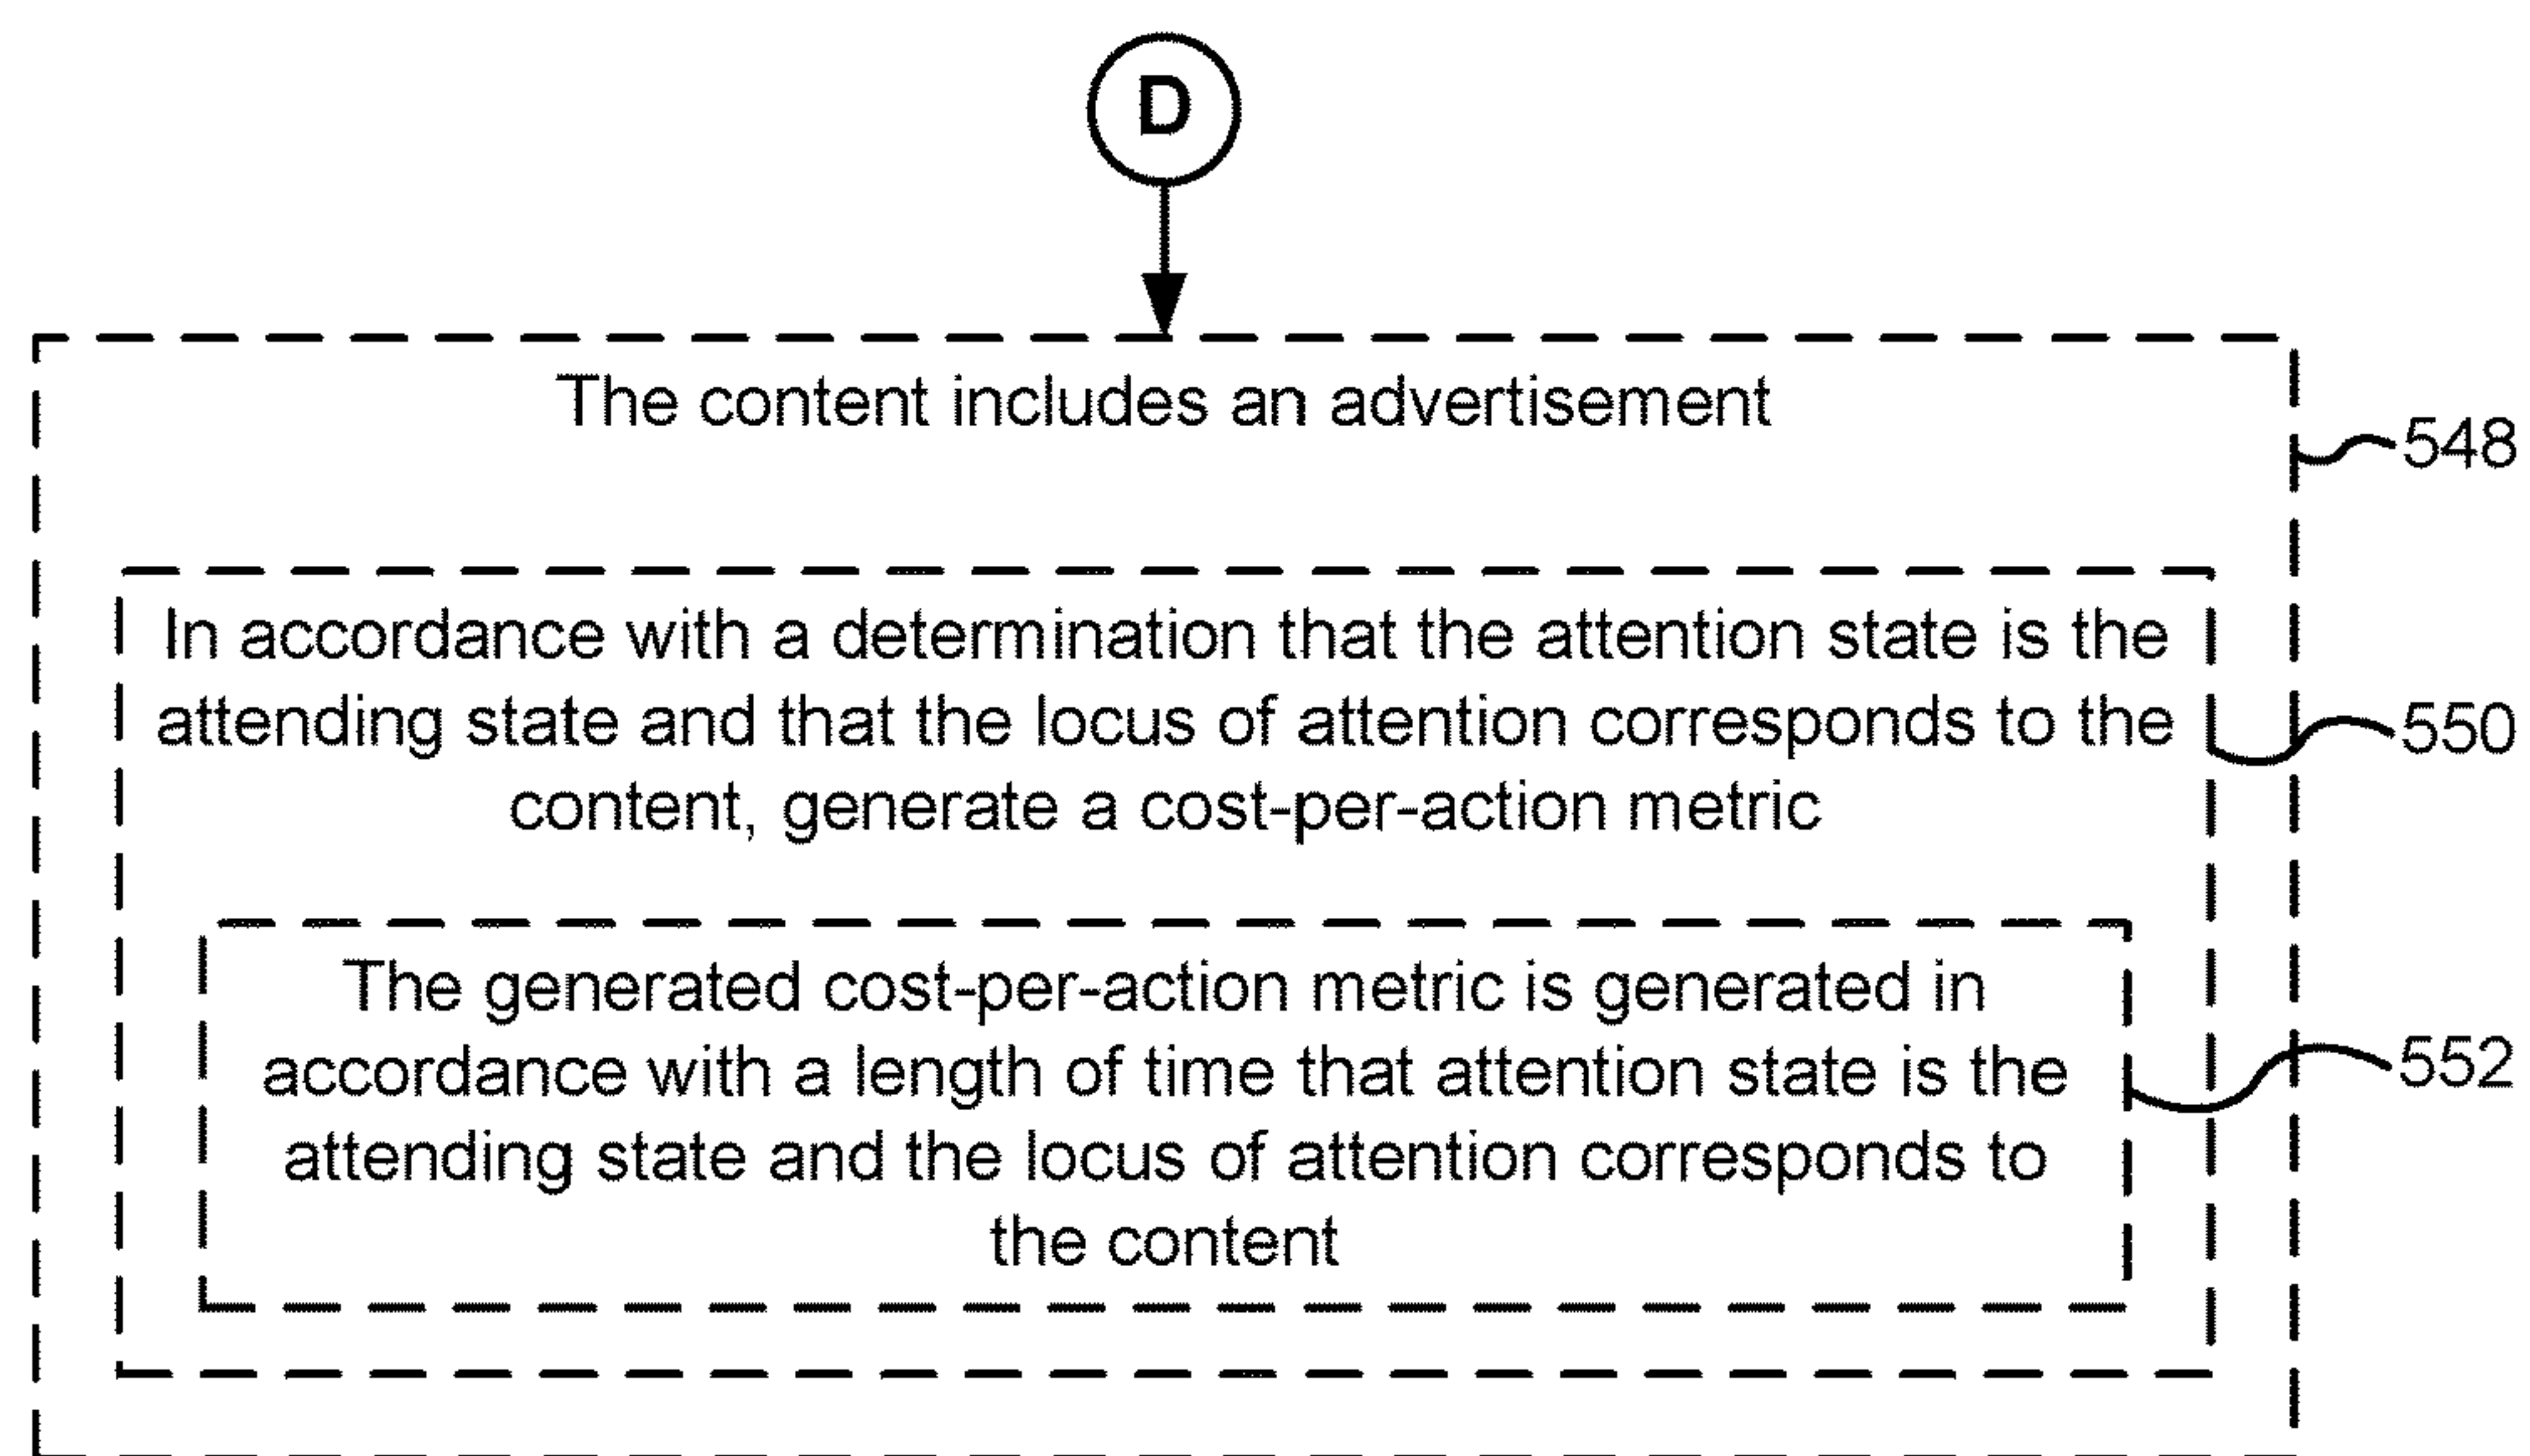 D
The content includes an advertisement
548
In accordance with a determination that the attention state is the
attending state and that the locus of attention corresponds to the
550
content, generate a cost-per-action metric
The generated cost-per-action metric is generated in
accordance with a length of time that attention state is the
552
attending state and the locus of attention corresponds to
the content